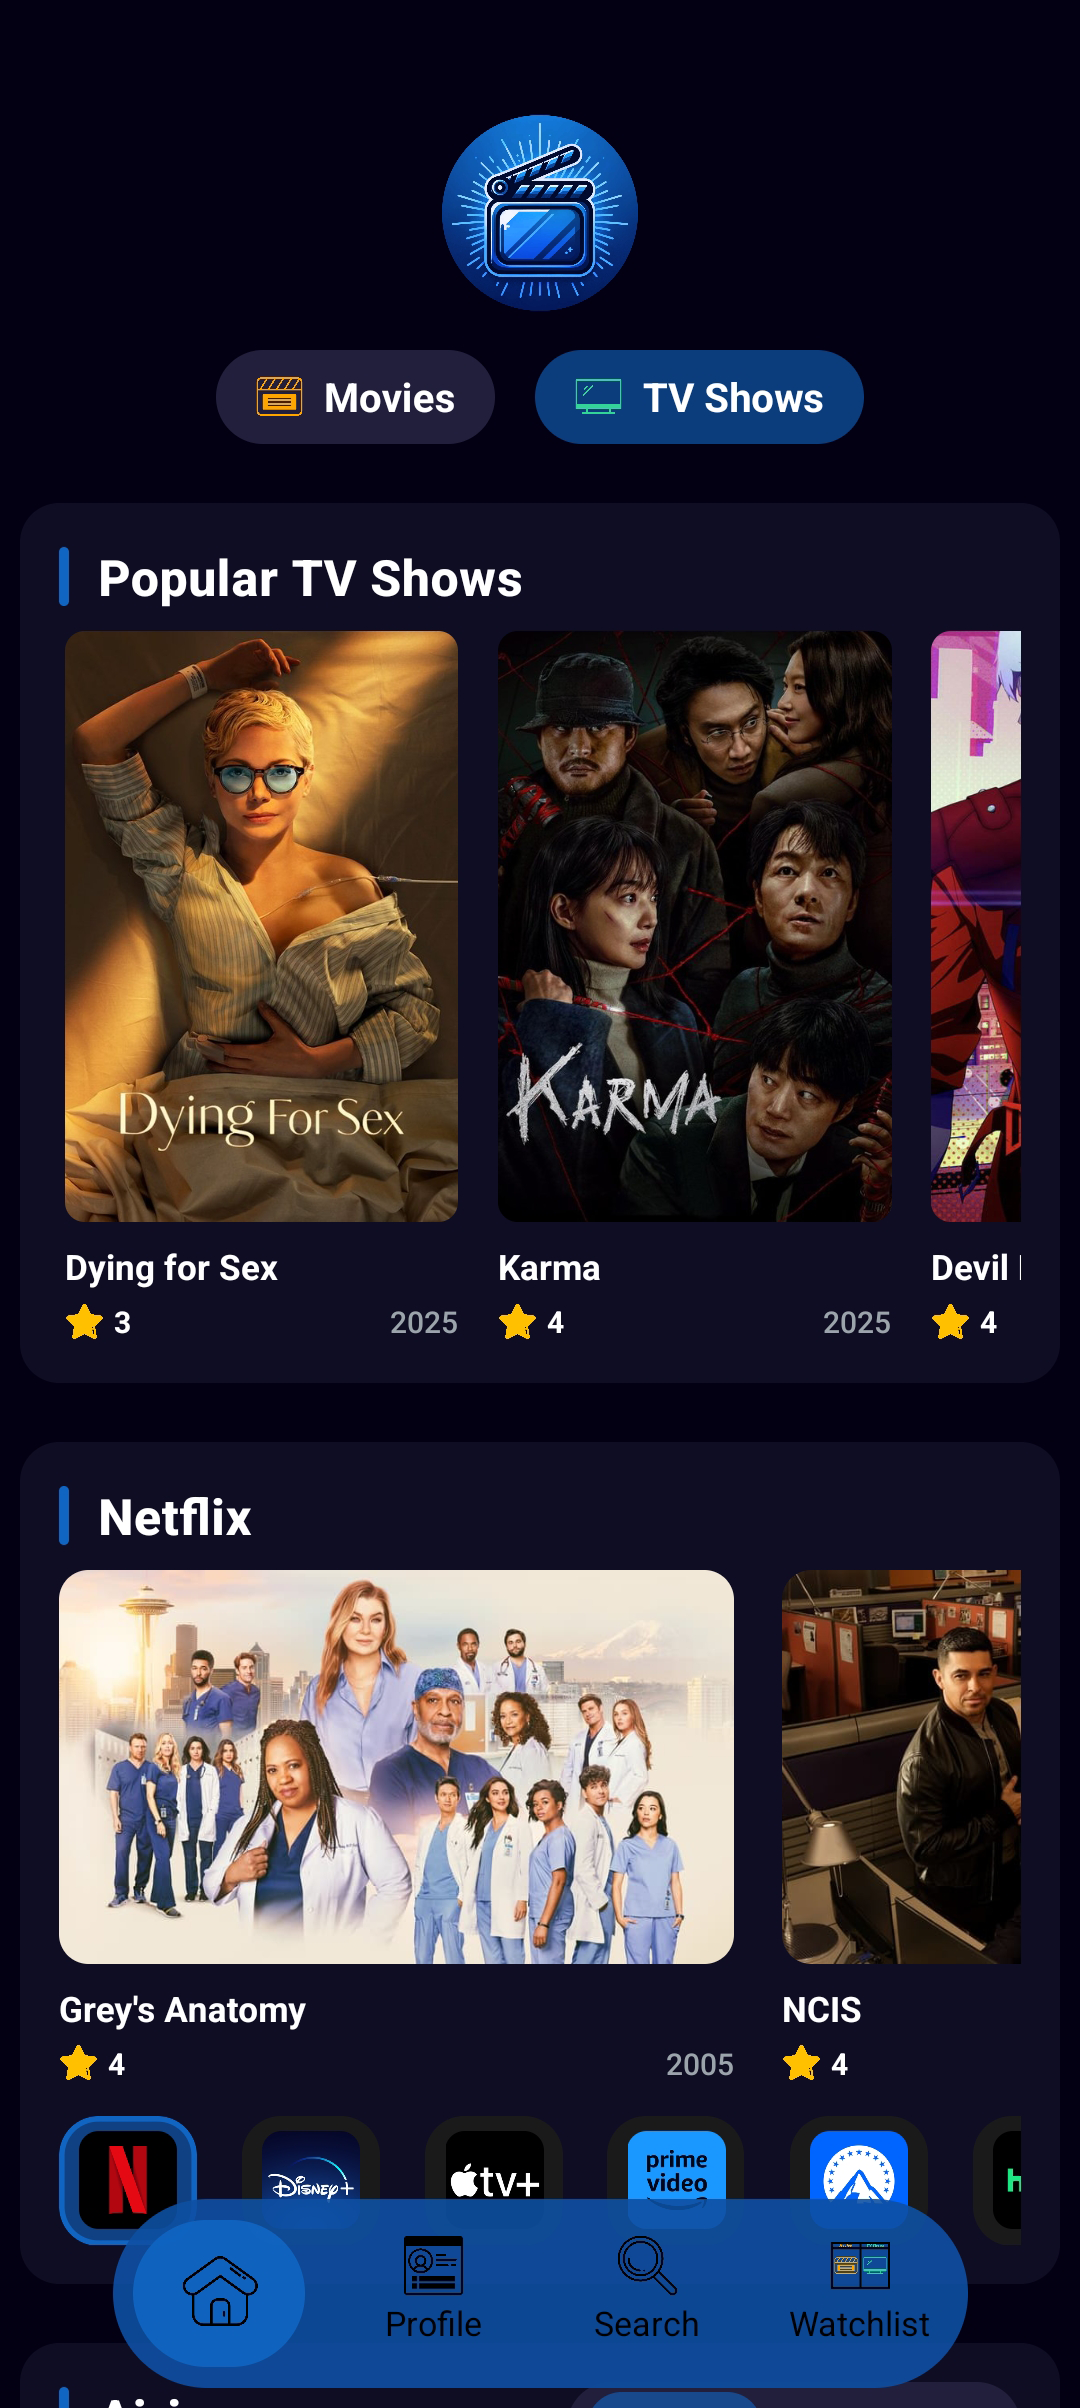 Movies
TV Shows
Popular TV Shows
Dying For Sex
KARMA
Dying for Sex
Karma
Devil
3
2025
4
2025
4
Netflix
Grey's Anatomy
NCIS
4
2005
4
N
Disney+
tv+
prime
video
h
Profile
Search
Watchlist